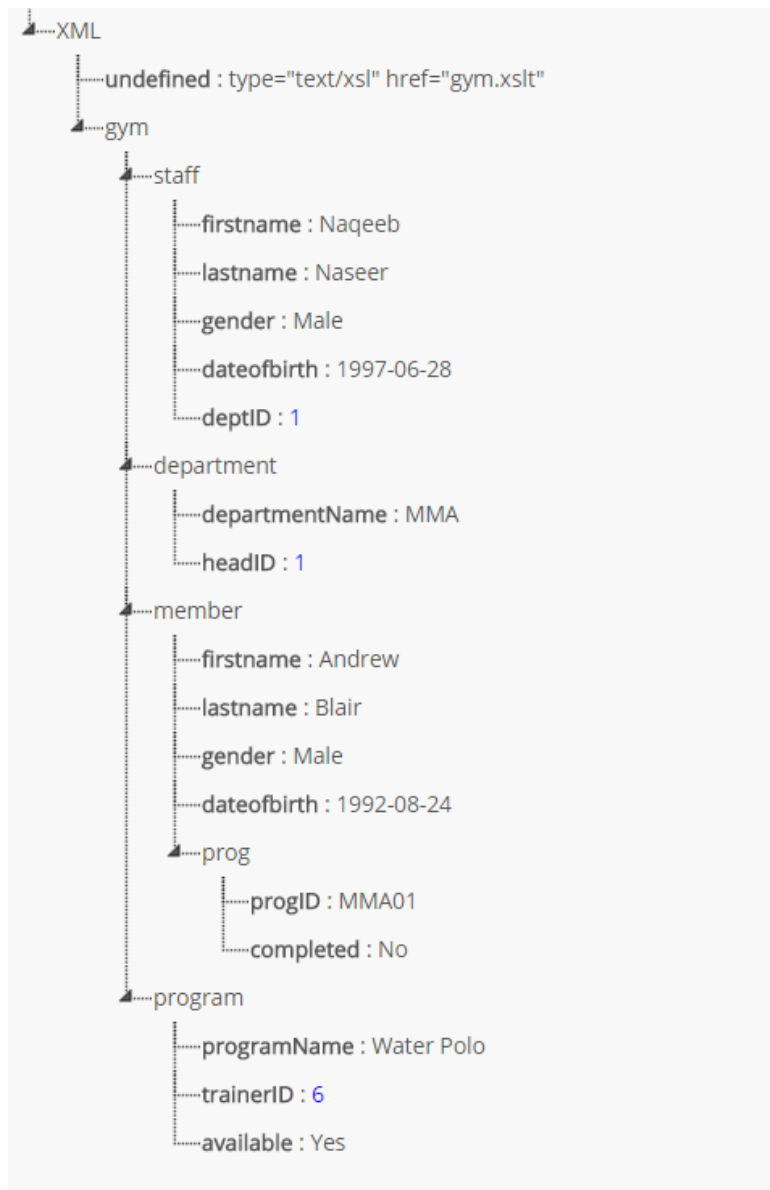 XML
undefined : type="text/xsl" href="gym.xslt"
gym
staff
firstname : Naqeeb
lastname : Naseer
gender : Male
dateofbirth : 1997-06-28
deptID : 1
department
departmentName : MMA
headID : 1
member
firstname : Andrew
lastname : Blair
gender : Male
dateofbirth : 1992-08-24
prog
progID : MMA01
completed : No
program
programName : Water Polo
trainerID : 6
available : Yes